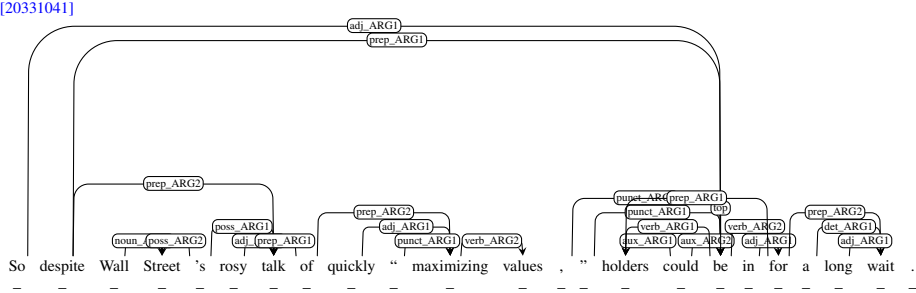 [20331041]
adj_ARG1
prep_ARG1
prep_ARG2
punct_ARG1 prep_ARG1
top
prep_ARG2 punct_ARG1 prep_ARG2
poss_ARG1 adj_ARG1 verb_ARG1 verb_ARG2 det_ARG1
noun_ poss_ARG2 adj_ prep_ARG1 punct_ARG1 verb_ARG2 aux_ARG1 aux_ARG2 adj_ARG1 adj_ARG1
So despite Wall Street 's rosy talk of quickly “ maximizing values , ” holders could be in for a long wait .
_ _ _ _ _ _ _ _ _ _ _ _ _ _ _ _ _ _ _ _ _ _ _